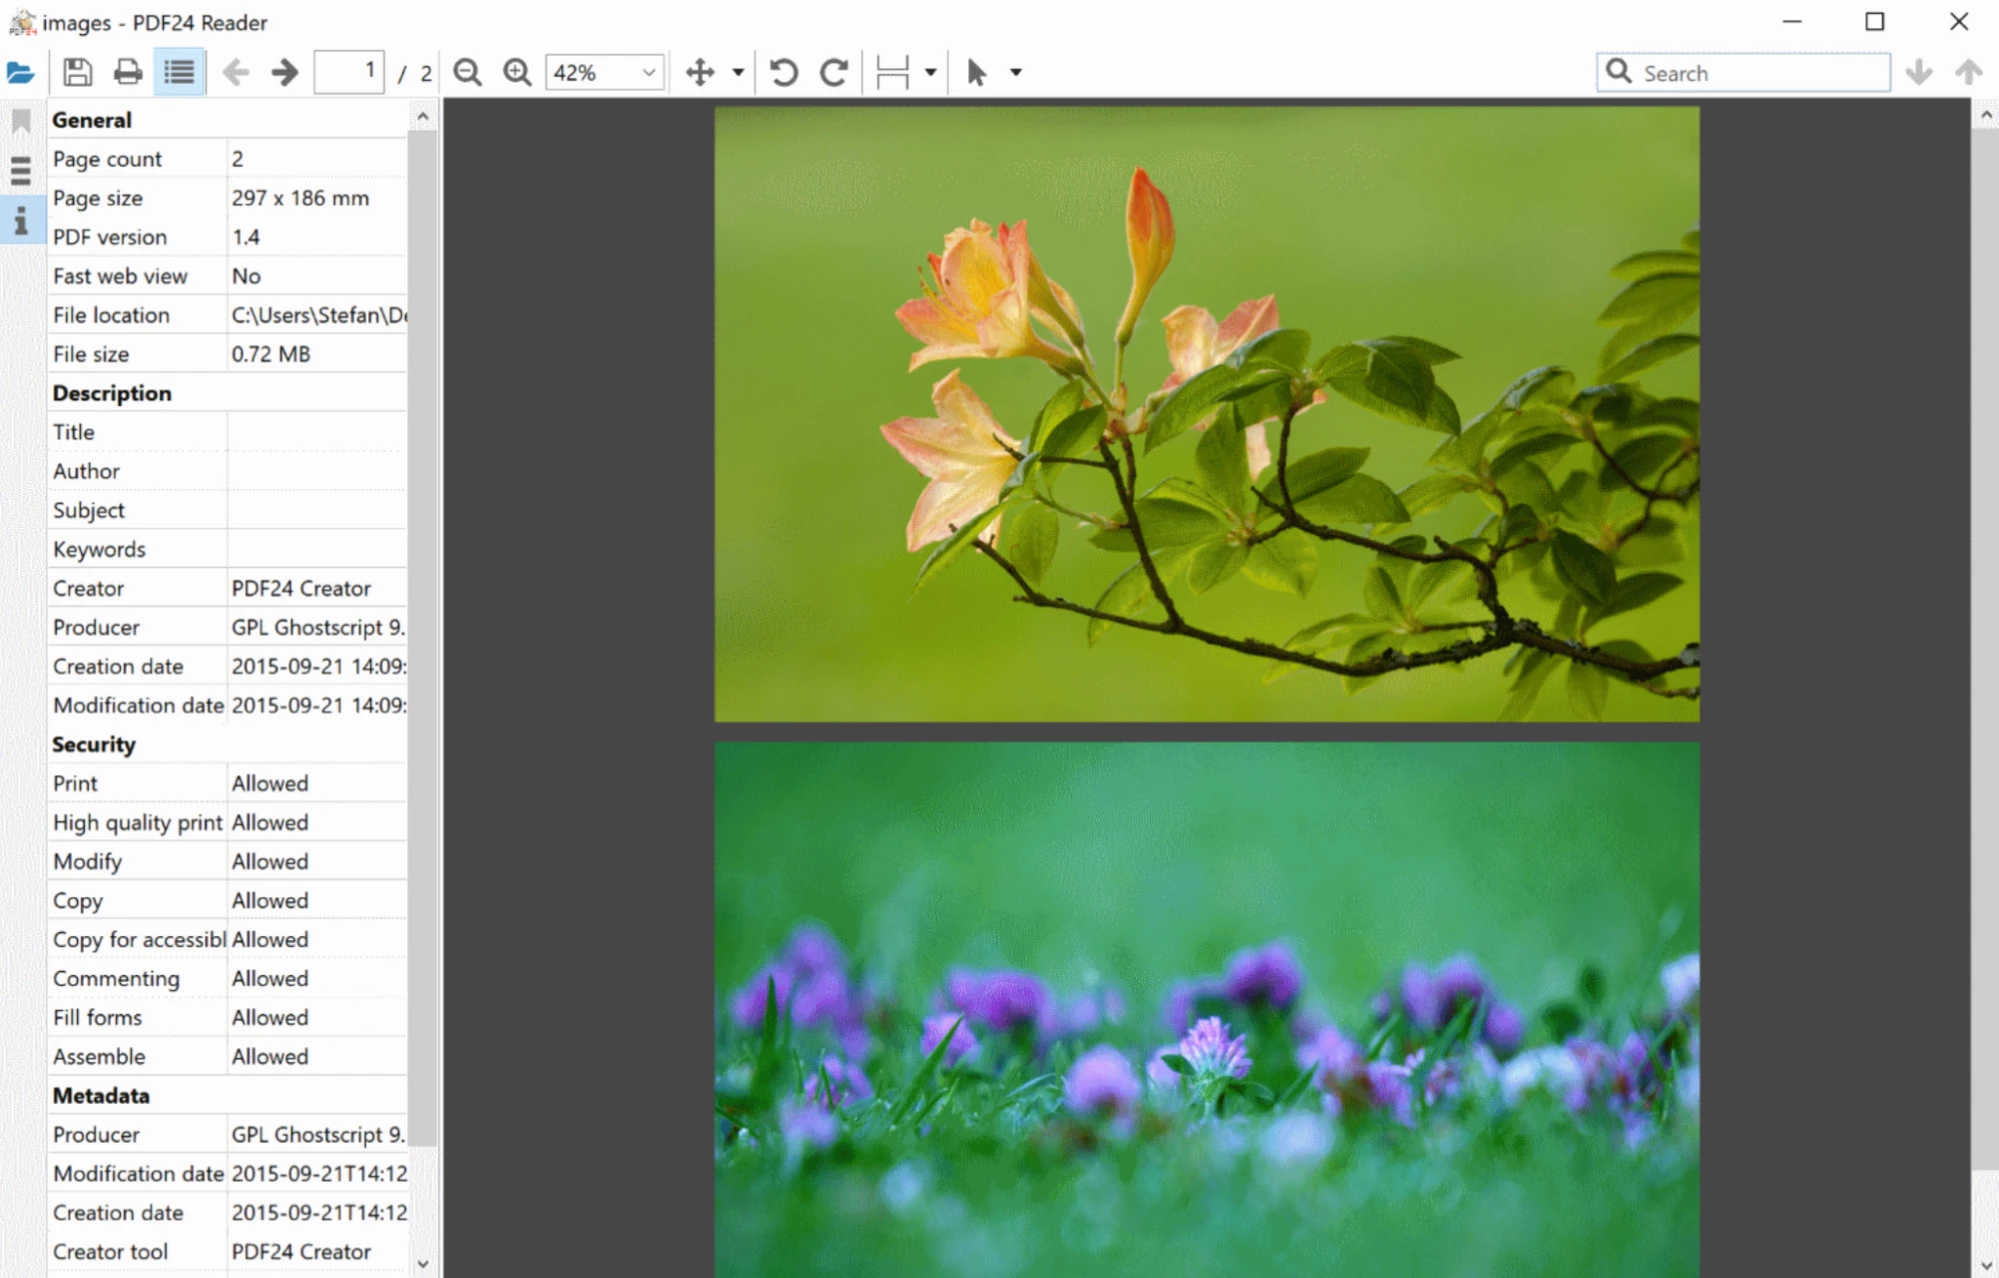 images - PDF24 Reader
1 / 2 42% Search
General
Page count 2
Page size 297 x 186 mm
PDF version 1.4
Fast web view No
File location C:\Users\Stefan\De
File size 0.72 MB
Description
Title
Author
Subject
Keywords
Creator PDF24 Creator
Producer GPL Ghostscript 9.
Creation date 2015-09-21 14:09:
Modification date 2015-09-21 14:09:
Security
Print Allowed
High quality print Allowed
Modify Allowed
Copy Allowed
Copy for accessibl Allowed
Commenting Allowed
Fill forms Allowed
Assemble Allowed
Metadata
Producer GPL Ghostscript 9.
Modification date 2015-09-21T14:12
Creation date 2015-09-21T14:12
Creator tool PDF24 Creator